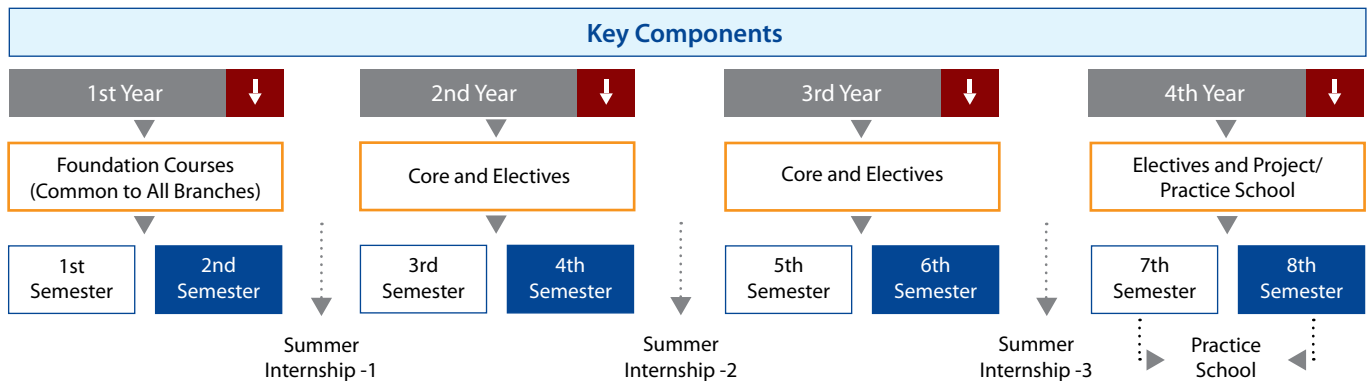 Key Components
1st Year
2nd Year
3rd Year
4th Year
Foundation Courses
(Common to All Branches)
Core and Electives
Core and Electives
Electives and Project/
Practice School
1st
Semester
2nd
Semester
3rd
Semester
4th
Semester
5th
Semester
6th
Semester
7th
Semester
8th
Semester
Summer
Internship -1
Summer
Internship -2
Summer
Internship -3
Practice
School